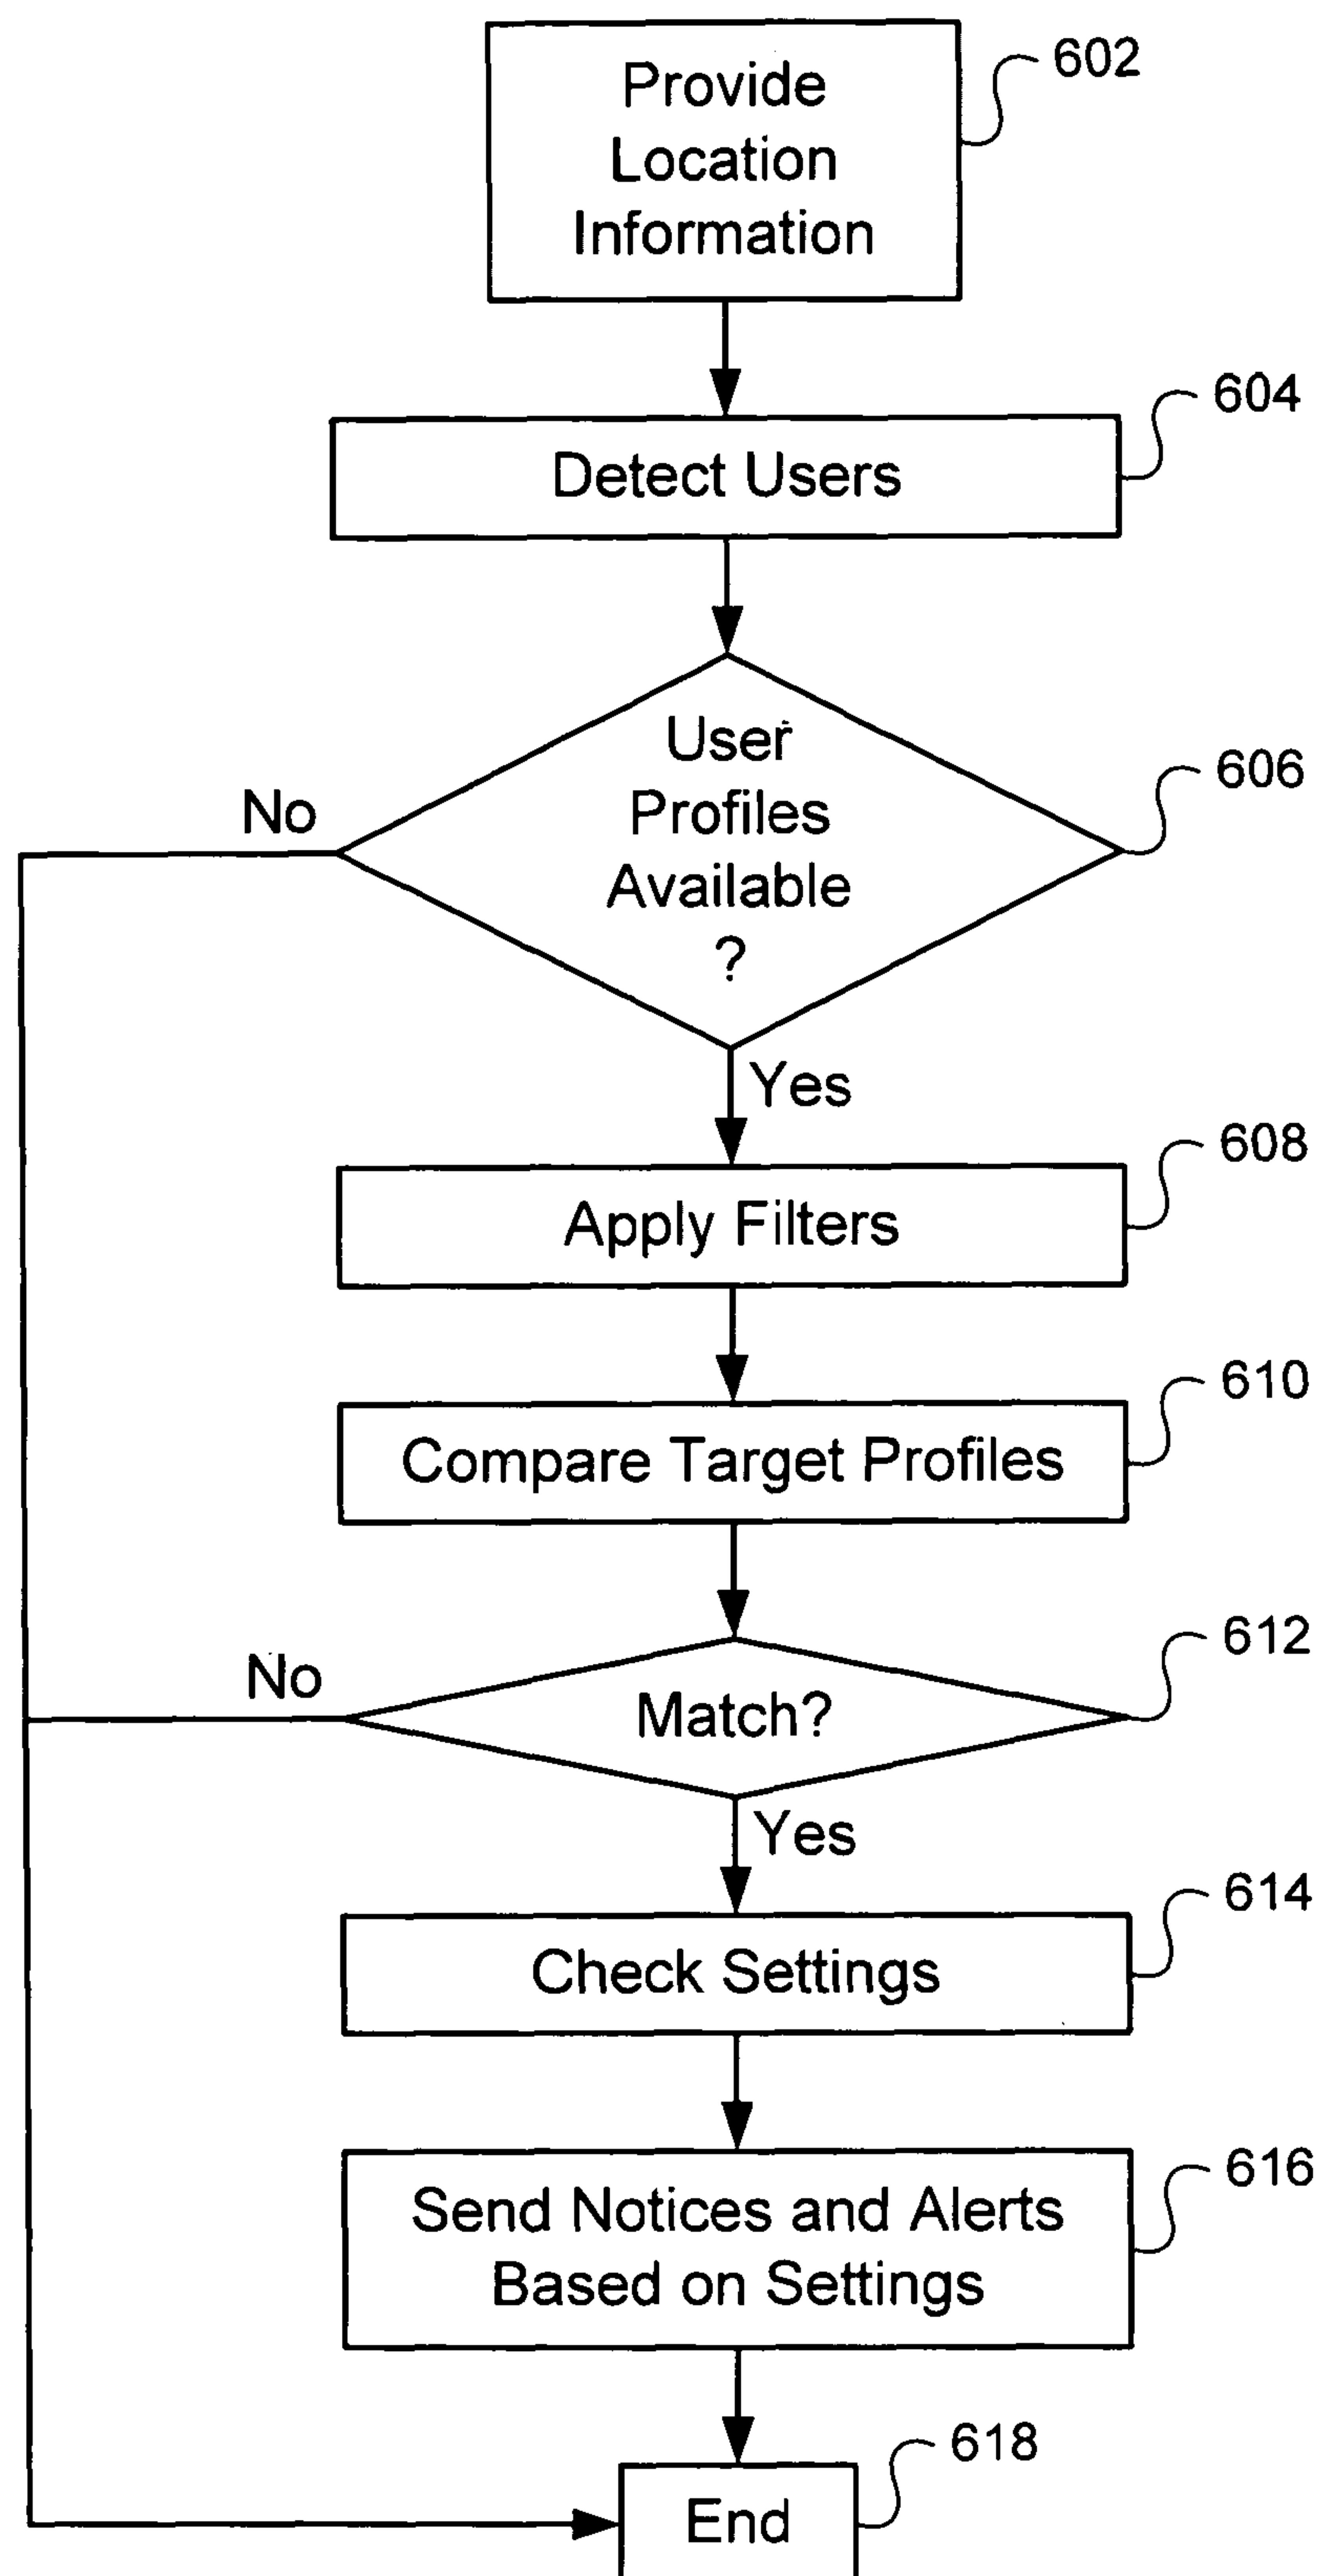 Provide
Location
Information
602
Detect Users
604
User
Profiles
Available
?
606
No
Yes
Apply Filters
608
Compare Target Profiles
610
Match?
612
No
Yes
Check Settings
614
Send Notices and Alerts
Based on Settings
616
End
618